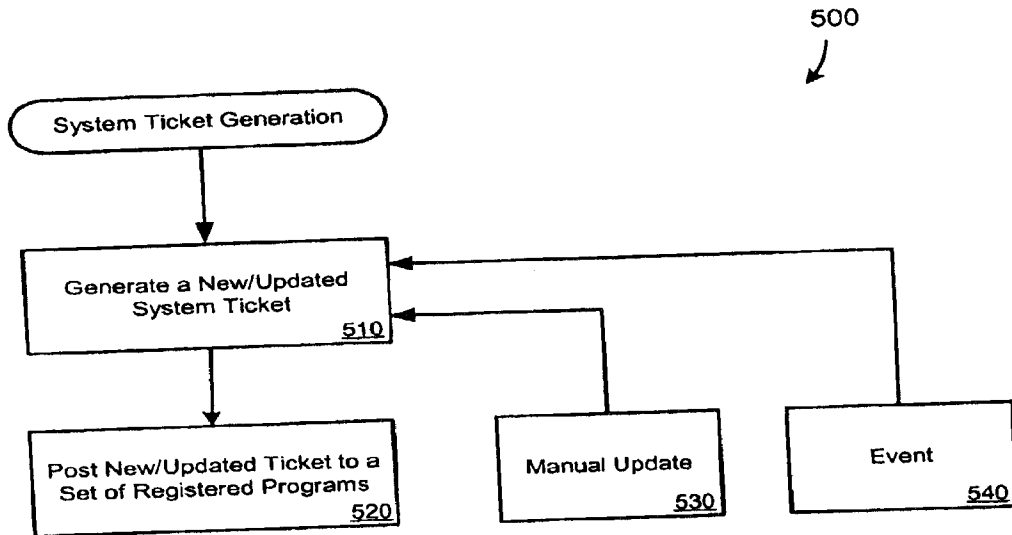 500
System Ticket Generation
Generate a New/Updated
System Ticket
510
Post New/Updated Ticket to a
Set of Registered Programs
520
Manual Update
530
Event
540